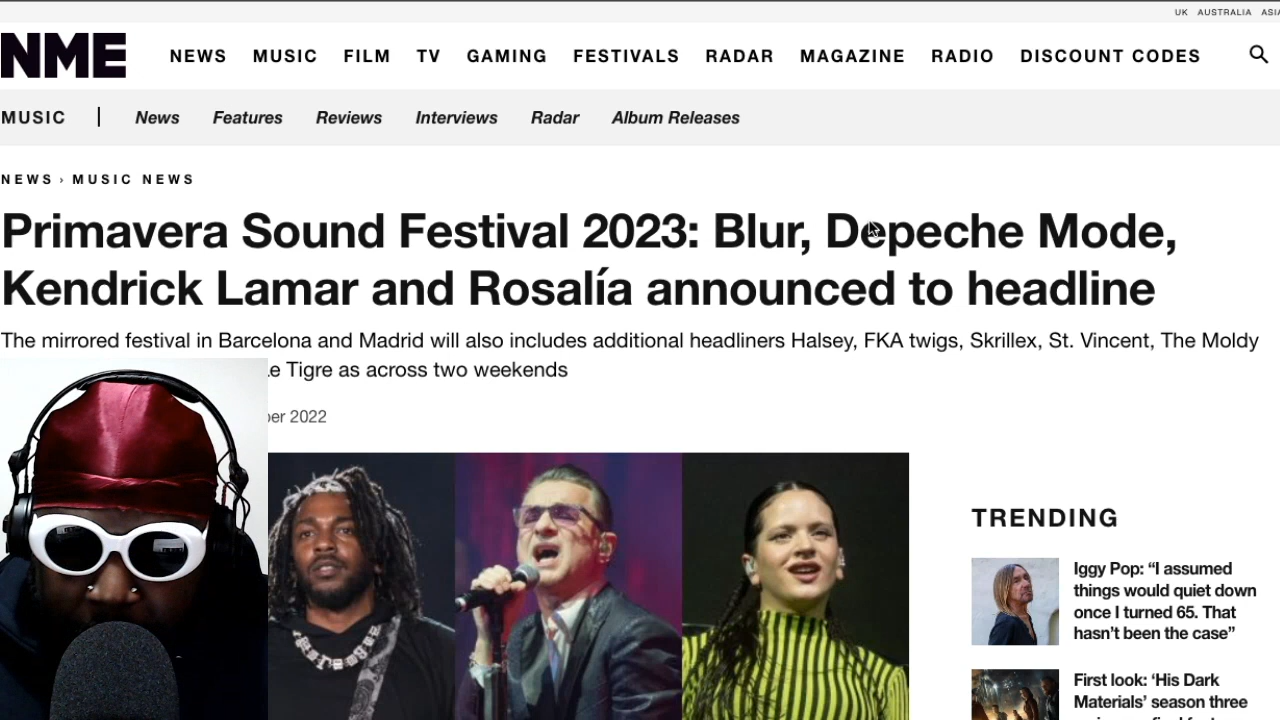 UK AUSTRALIA
NME
NEWS MUSIC FILM TV GAMING FESTIVALS RADAR MAGAZINE RADIO DISCOUNT CODES
MUSIC | News Features Reviews Interviews Radar Album Releases
NEWS › MUSIC NEWS
Primavera Sound Festival 2023: Blur, Depeche Mode,
Kendrick Lamar and Rosalía announced to headline
The mirrored festival in Barcelona and Madrid will also includes additional headliners Halsey, FKA twigs, Skrillex, St. Vincent, The Moldy
Tigre as across two weekends
2022
TRENDING
Iggy Pop: “I assumed
things would quiet down
once I turned 65. That
hasn’t been the case”
First look: ‘His Dark
Materials’ season three